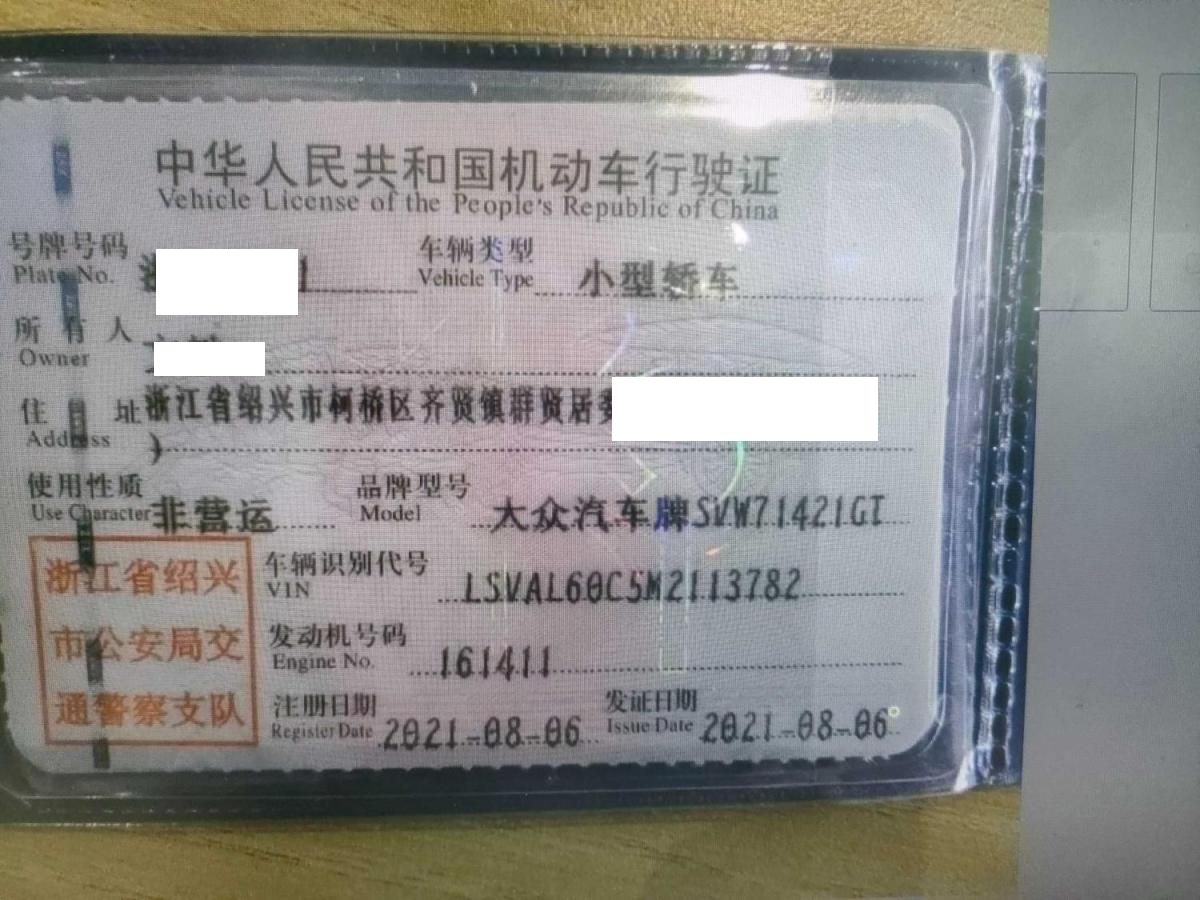 中华人民共和国机动车行驶证
Vehicle License of the People's Republic of China
号牌号码 车辆类型 小型轿车
Plate No. Vehicle Type
所有人
Owner
住址 浙江省绍兴市柯桥区齐贤镇群贤居委
Address )
使用性质 非营运 品牌型号 大众汽车牌SVW71421GT
Use Character Model
浙江省绍兴
市公安局交
通警察支队
车辆识别代号 LSVAL60C5M2113782
VIN
发动机号码 161411
Engine No.
注册日期 2021-08-06 发证日期 2021-08-06
Register Date Issue Date